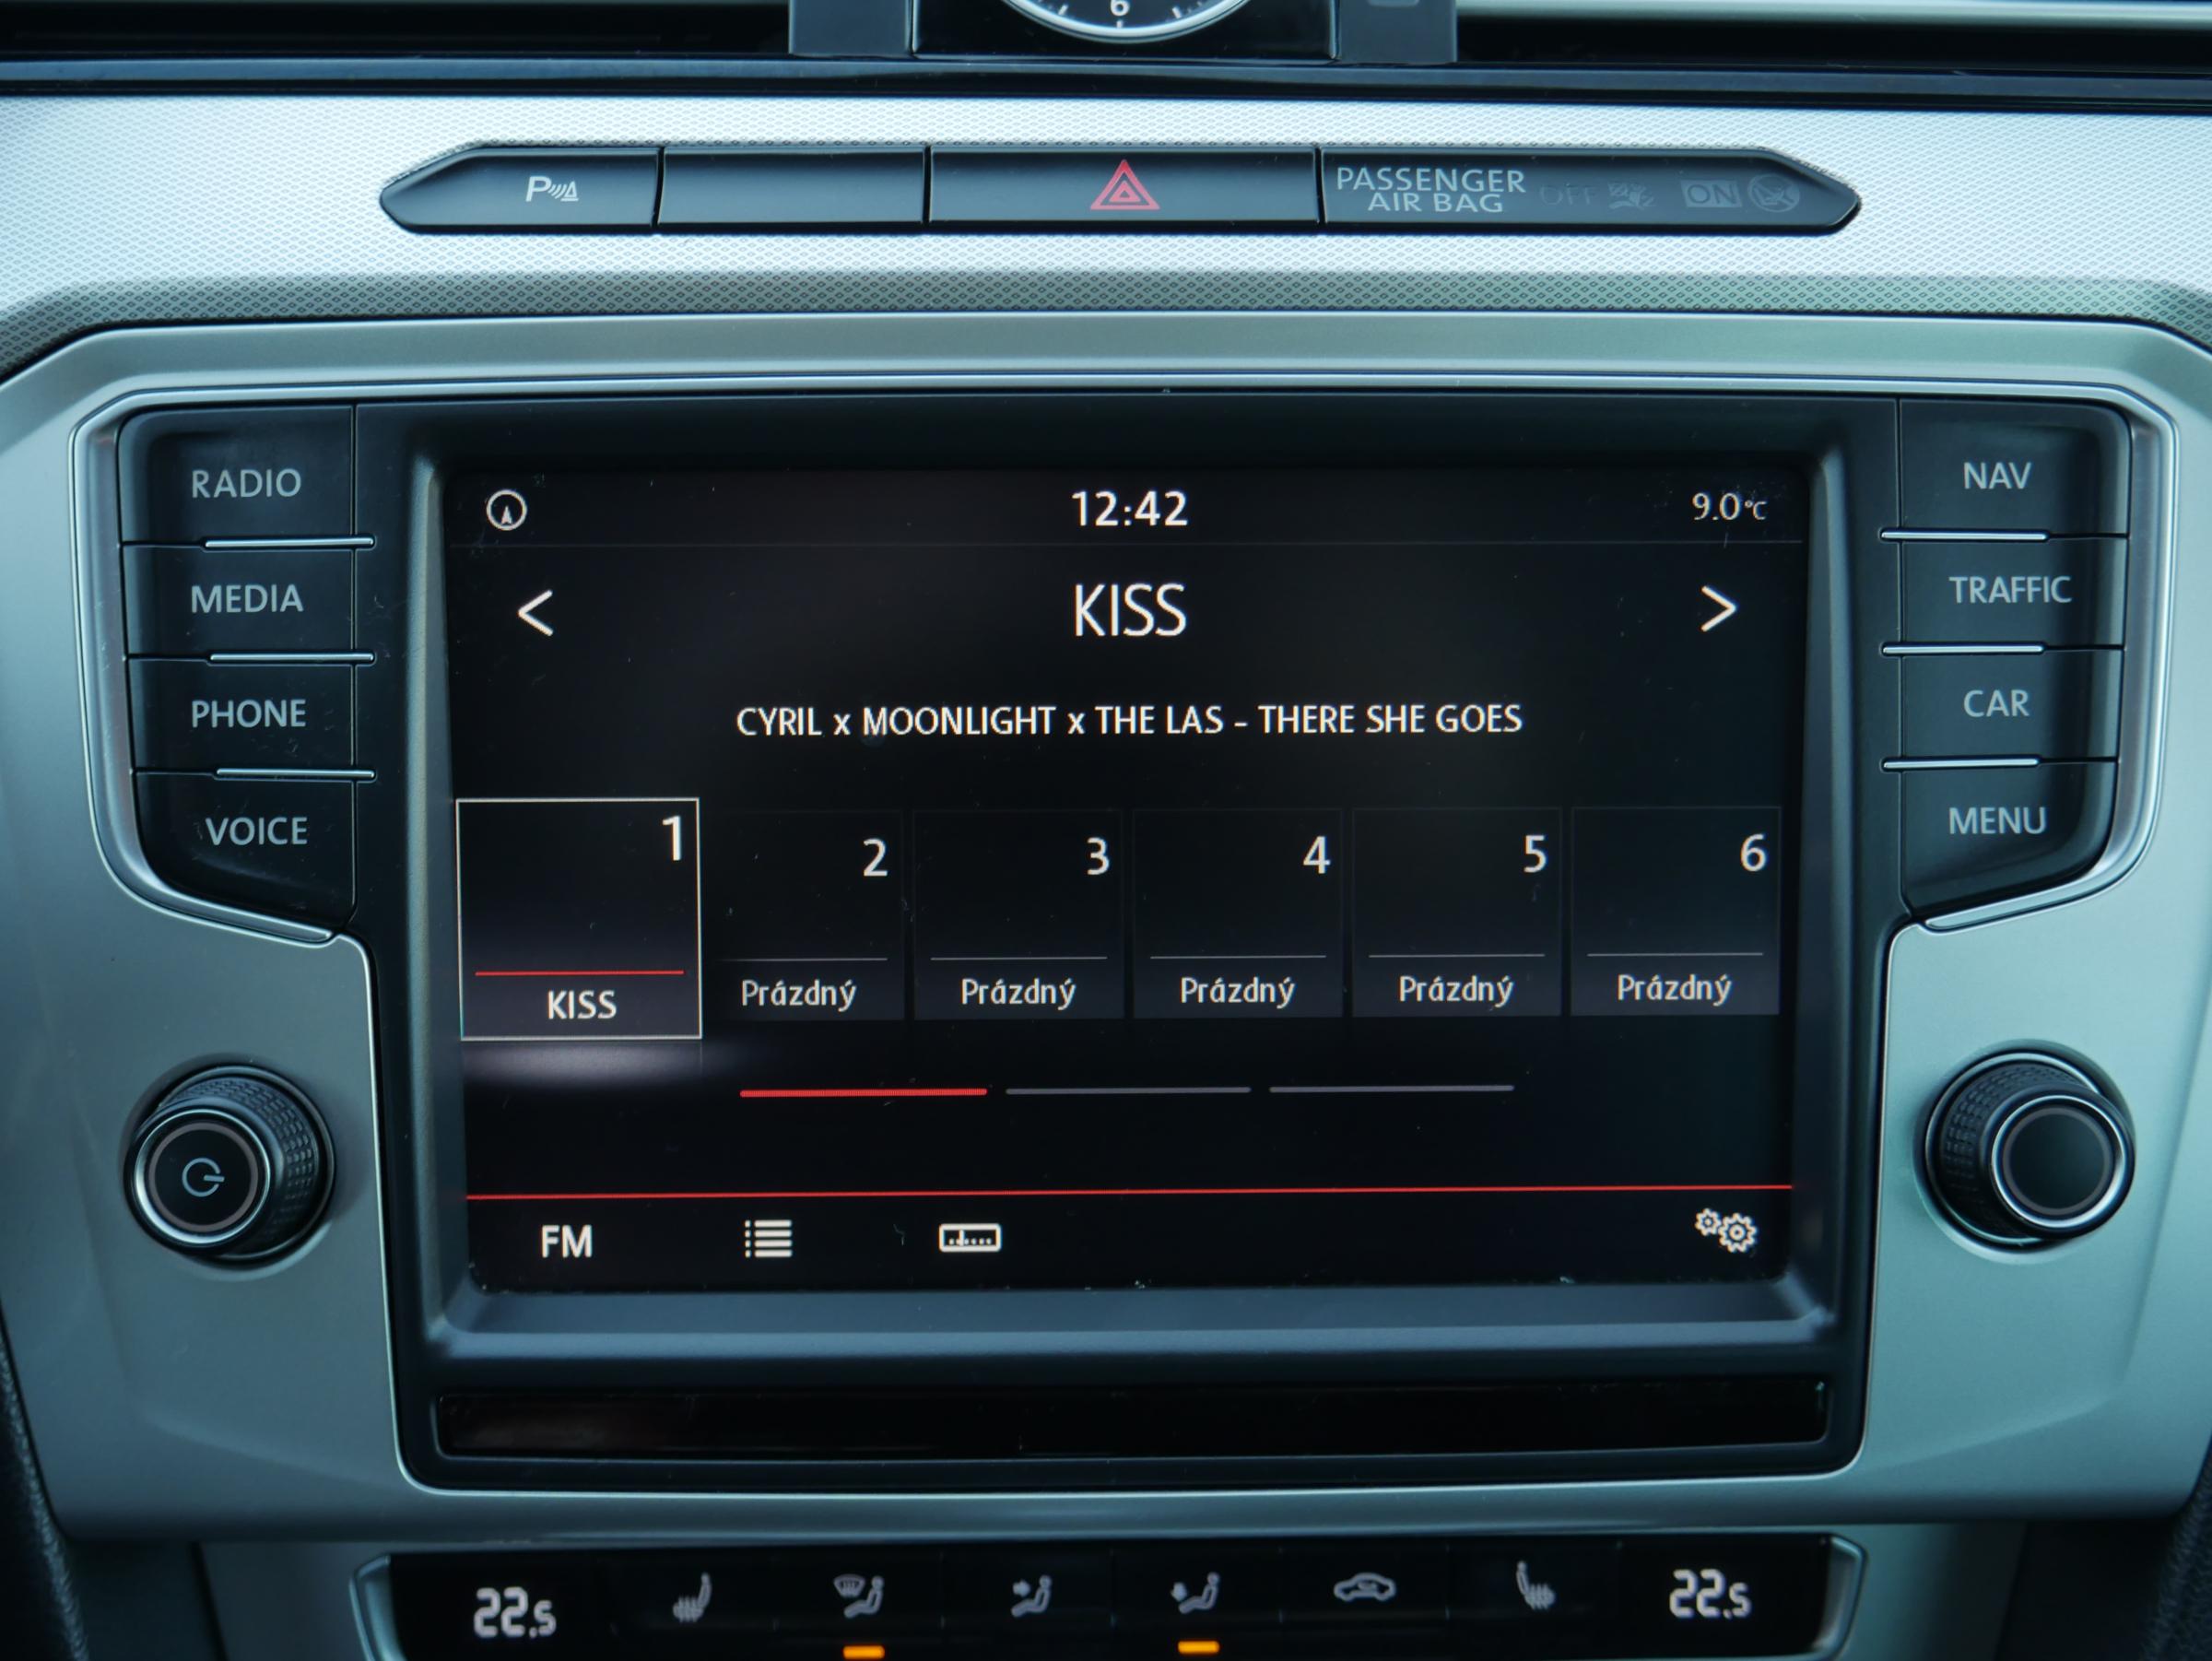 6
P
PASSENGER
AIR BAG OFF ON
RADIO
MEDIA
PHONE
VOICE
12:42 9.0°C
< KISS >
CYRIL x MOONLIGHT x THE LAS - THERE SHE GOES
1 2 3 4 5 6
KISS Prázdný Prázdný Prázdný Prázdný Prázdný
FM
NAV
TRAFFIC
CAR
MENU
22.5 22.5